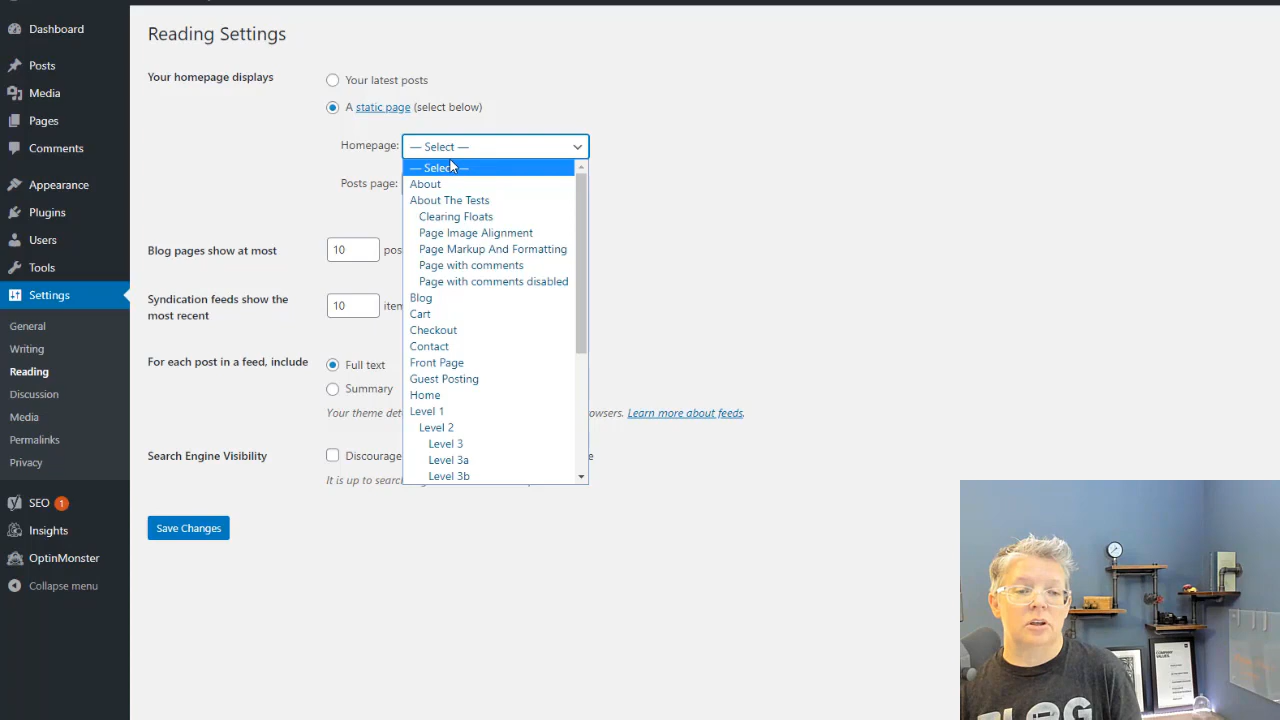 Dashboard
Posts
Media
Pages
Comments
Appearance
Plugins
Users
Tools
Settings
General
Writing
Reading
Discussion
Media
Permalinks
Privacy
SEO 1
Insights
OptinMonster
Collapse menu
Reading Settings
Your homepage displays
Your latest posts
A static page (select below)
Homepage: — Select —
— Select —
Posts page:
About
About The Tests
Clearing Floats
Page Image Alignment
Page Markup And Formatting
Page with comments
Page with comments disabled
Blog
Cart
Checkout
Contact
Front Page
Guest Posting
Home
Level 1
Level 2
Level 3
Level 3a
Level 3b
Blog pages show at most
10 pos
Syndication feeds show the
most recent
10 iten
For each post in a feed, include
Full text
Summary
Your theme dete
owsers. Learn more about feeds.
Search Engine Visibility
Discourage
e
It is up to search
Save Changes
COMPANY
VALUES
BLOG